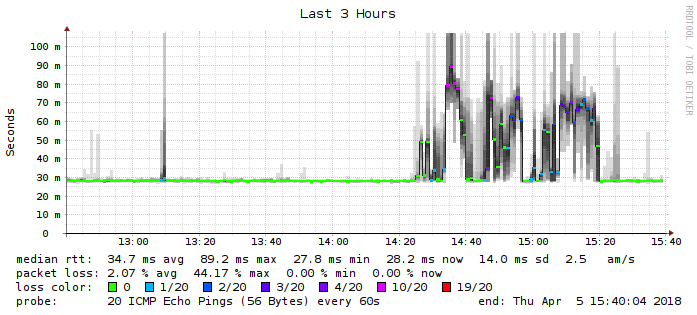 Last 3 Hours
RRDTOOL / TOBI OETIKER
Seconds
100 m
90 m
80 m
70 m
60 m
50 m
40 m
30 m
20 m
10 m
0
13:00 13:20 13:40 14:00 14:20 14:40 15:00 15:20 15:40
median rtt: 34.7 ms avg 89.2 ms max 27.8 ms min 28.2 ms now 14.0 ms sd 2.5 am/s
packet loss: 2.07 % avg 44.17 % max 0.00 % min 0.00 % now
loss color: 0 1/20 2/20 3/20 4/20 10/20 19/20
probe: 20 ICMP Echo Pings (56 Bytes) every 60s end: Thu Apr 5 15:40:04 2018